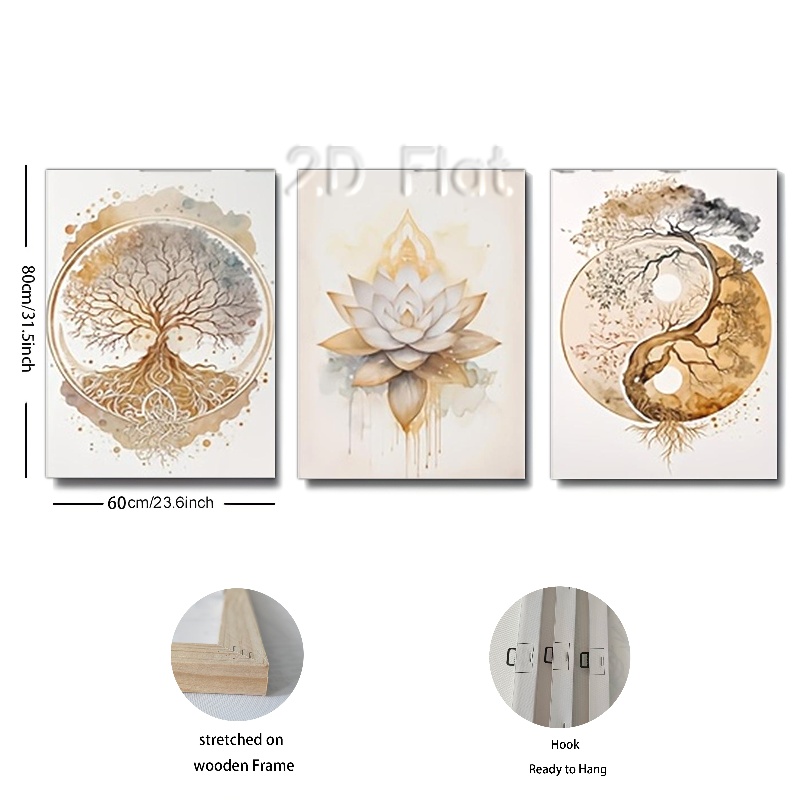 2D Flat
80cm/31.5inch
60cm/23.6inch
stretched on
wooden Frame
Hook
Ready to Hang